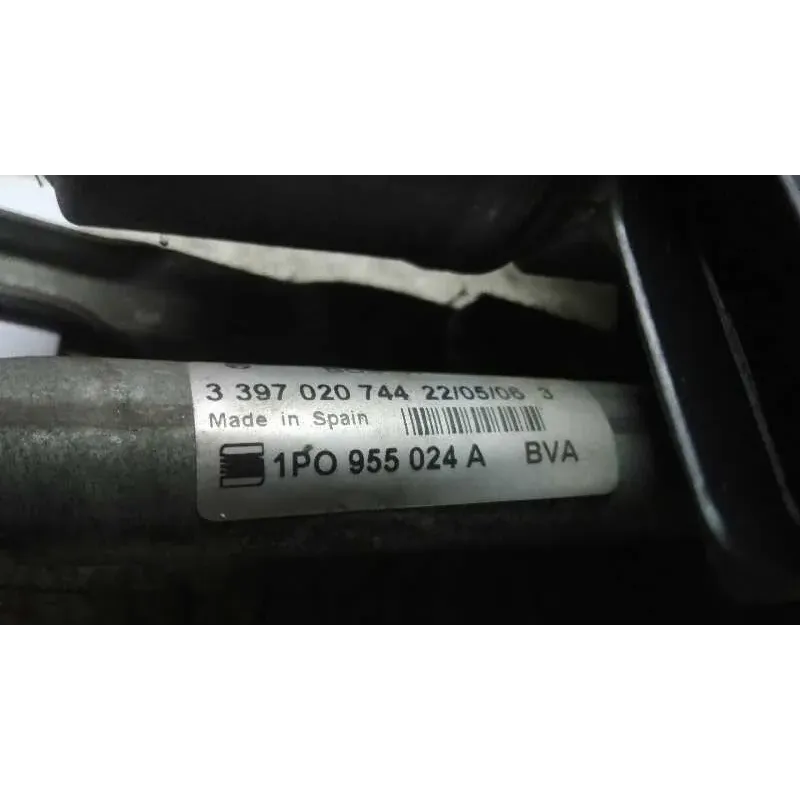 3 397 020 744 22/05/06 3
Made in Spain
1PO 955 024 A BVA